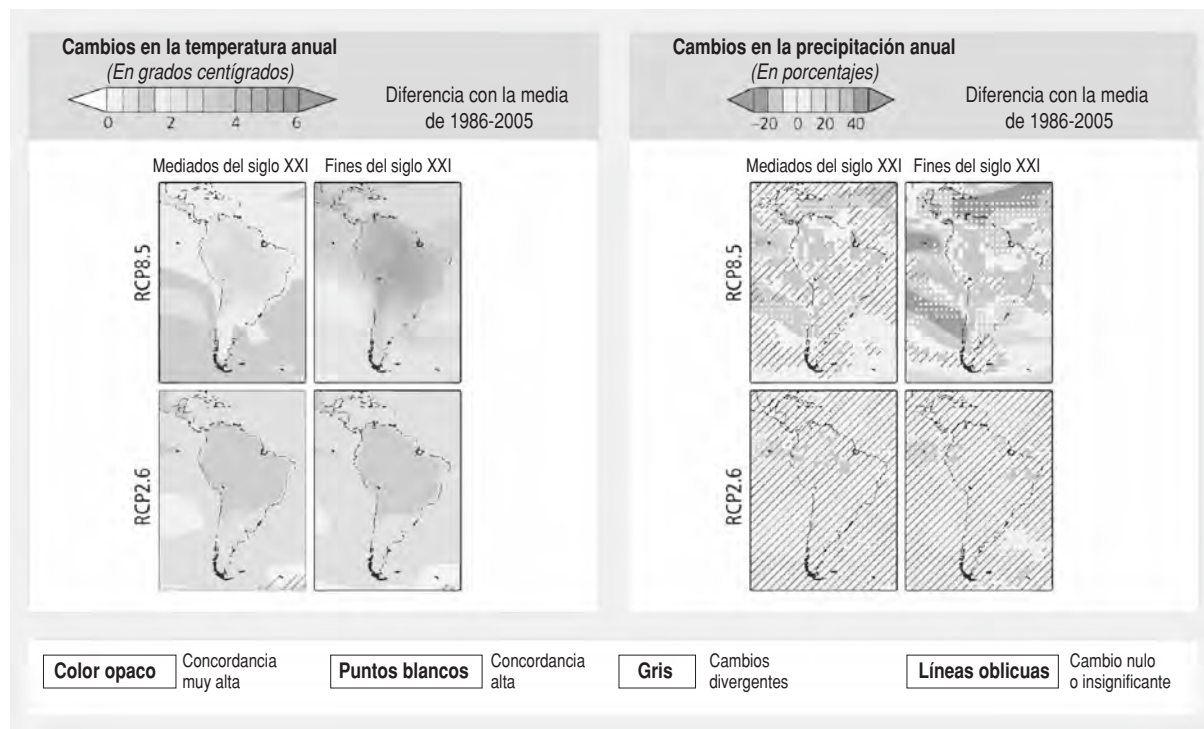 Cambios en la temperatura anual
(En grados centígrados)
0 2 4 6
Diferencia con la media
de 1986-2005
Mediados del siglo XXI Fines del siglo XXI
RCP8.5
RCP2.6
Cambios en la precipitación anual
(En porcentajes)
–20 0 20 40
Diferencia con la media
de 1986-2005
Mediados del siglo XXI Fines del siglo XXI
RCP8.5
RCP2.6
Color opaco
Concordancia
muy alta
Puntos blancos
Concordancia
alta
Gris
Cambios
divergentes
Líneas oblicuas
Cambio nulo
o insignificante